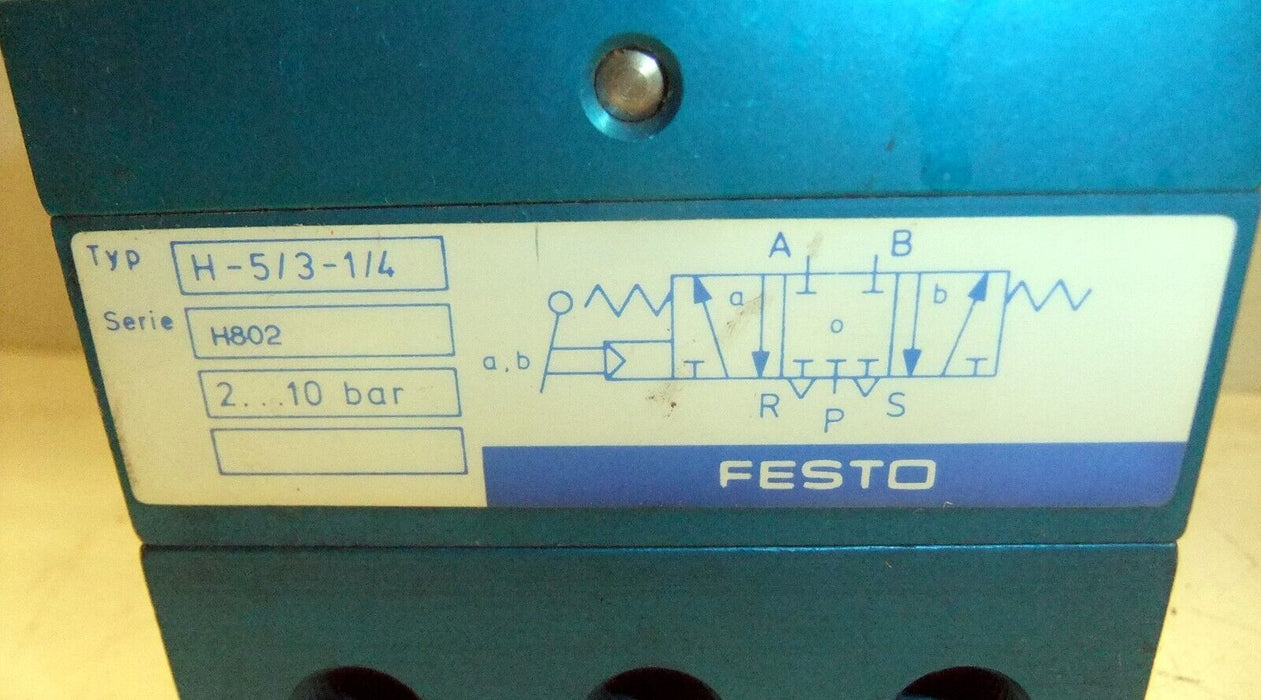 Typ H-5/3-1/4
Serie H802
2...10 bar
A B
a o b
a,b
R P S
FESTO